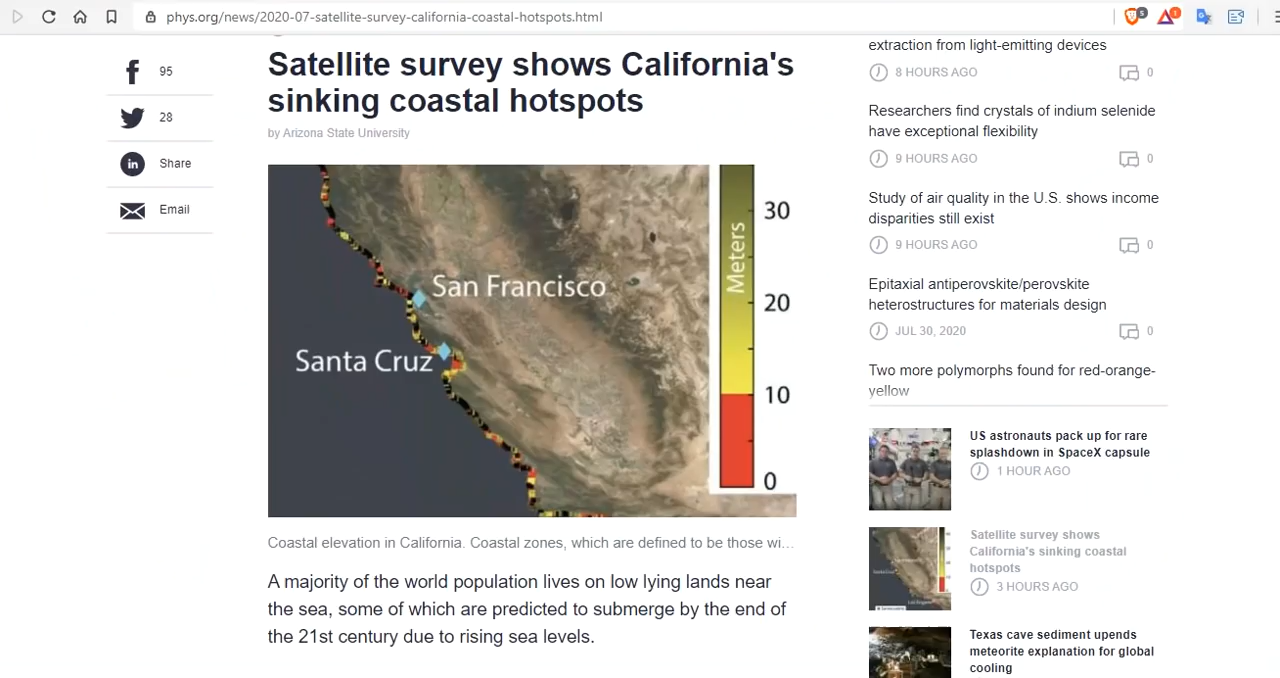 phys.org/news/2020-07-satellite-survey-california-coastal-hotspots.html
5
1
95
28
in Share
Email
Satellite survey shows California's
sinking coastal hotspots
by Arizona State University
San Francisco
Santa Cruz
Meters
30
20
10
0
Coastal elevation in California. Coastal zones, which are defined to be those wi...
A majority of the world population lives on low lying lands near
the sea, some of which are predicted to submerge by the end of
the 21st century due to rising sea levels.
extraction from light-emitting devices
8 HOURS AGO 0
Researchers find crystals of indium selenide
have exceptional flexibility
9 HOURS AGO 0
Study of air quality in the U.S. shows income
disparities still exist
9 HOURS AGO 0
Epitaxial antiperovskite/perovskite
heterostructures for materials design
JUL 30, 2020 0
Two more polymorphs found for red-orange-
yellow
US astronauts pack up for rare
splashdown in SpaceX capsule
1 HOUR AGO
Satellite survey shows
California's sinking coastal
hotspots
3 HOURS AGO
Texas cave sediment upends
meteorite explanation for global
cooling